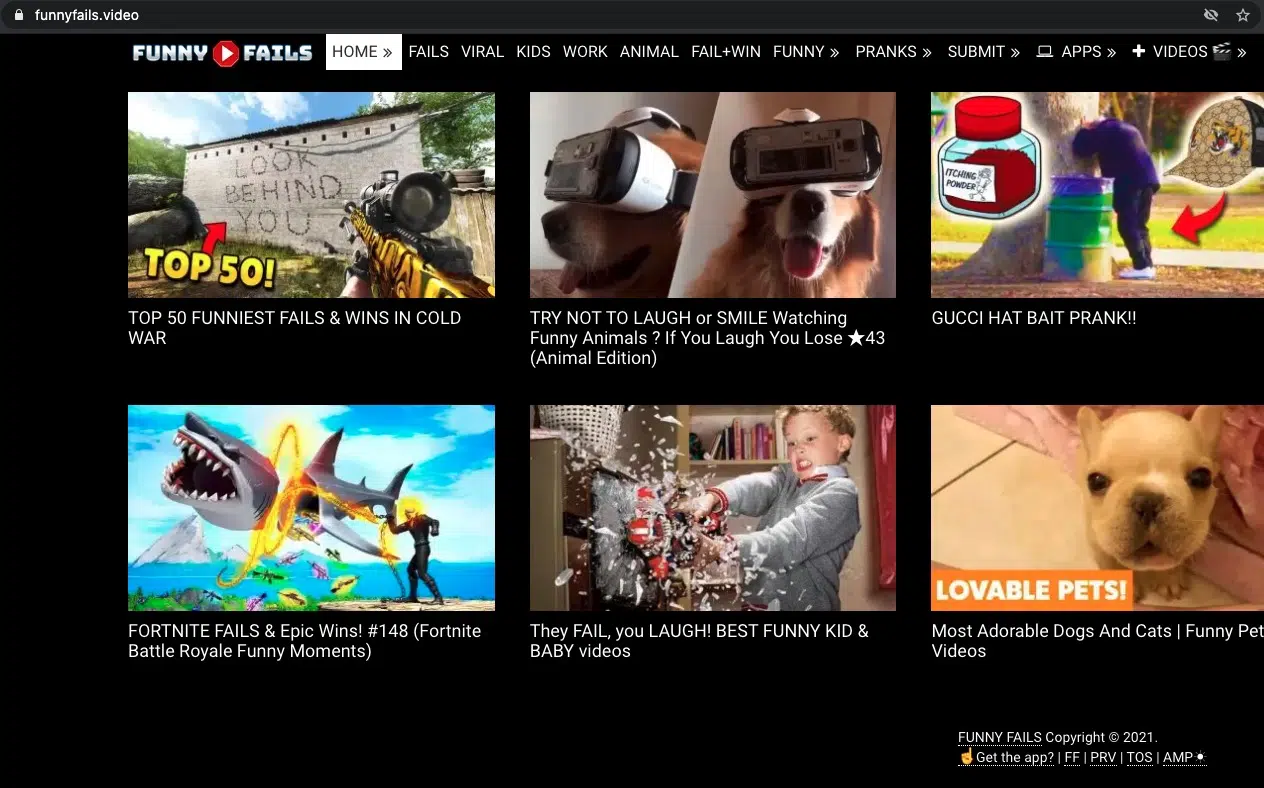 funnyfails.video
FUNNY FAILS
HOME » FAILS VIRAL KIDS WORK ANIMAL FAIL+WIN FUNNY » PRANKS » SUBMIT » APPS » VIDEOS »
LOOK
BEHIND
YOU
TOP 50!
ITCHING
POWDER
TOP 50 FUNNIEST FAILS & WINS IN COLD
WAR
TRY NOT TO LAUGH or SMILE Watching
Funny Animals ? If You Laugh You Lose ★43
(Animal Edition)
GUCCI HAT BAIT PRANK!!
LOVABLE PETS!
FORTNITE FAILS & Epic Wins! #148 (Fortnite
Battle Royale Funny Moments)
They FAIL, you LAUGH! BEST FUNNY KID &
BABY videos
Most Adorable Dogs And Cats | Funny Pet
Videos
FUNNY FAILS Copyright © 2021.
☝Get the app? | FF | PRV | TOS | AMP☀